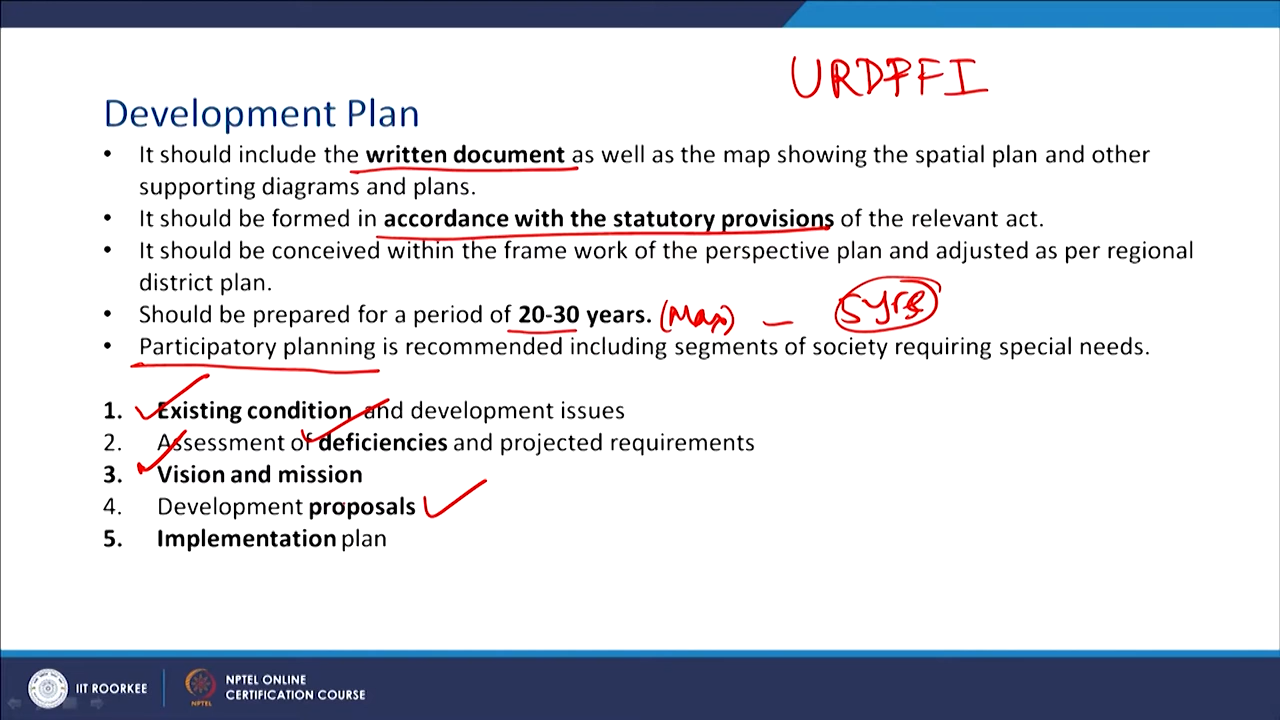 URDPFI
Development Plan
• It should include the written document as well as the map showing the spatial plan and other
supporting diagrams and plans.
• It should be formed in accordance with the statutory provisions of the relevant act.
• It should be conceived within the frame work of the perspective plan and adjusted as per regional
district plan.
• Should be prepared for a period of 20-30 years. (Max) – 5yrs
• Participatory planning is recommended including segments of society requiring special needs.
1. Existing condition and development issues
2. Assessment of deficiencies and projected requirements
3. Vision and mission
4. Development proposals
5. Implementation plan
IIT ROORKEE
NPTEL ONLINE
CERTIFICATION COURSE
NPTEL